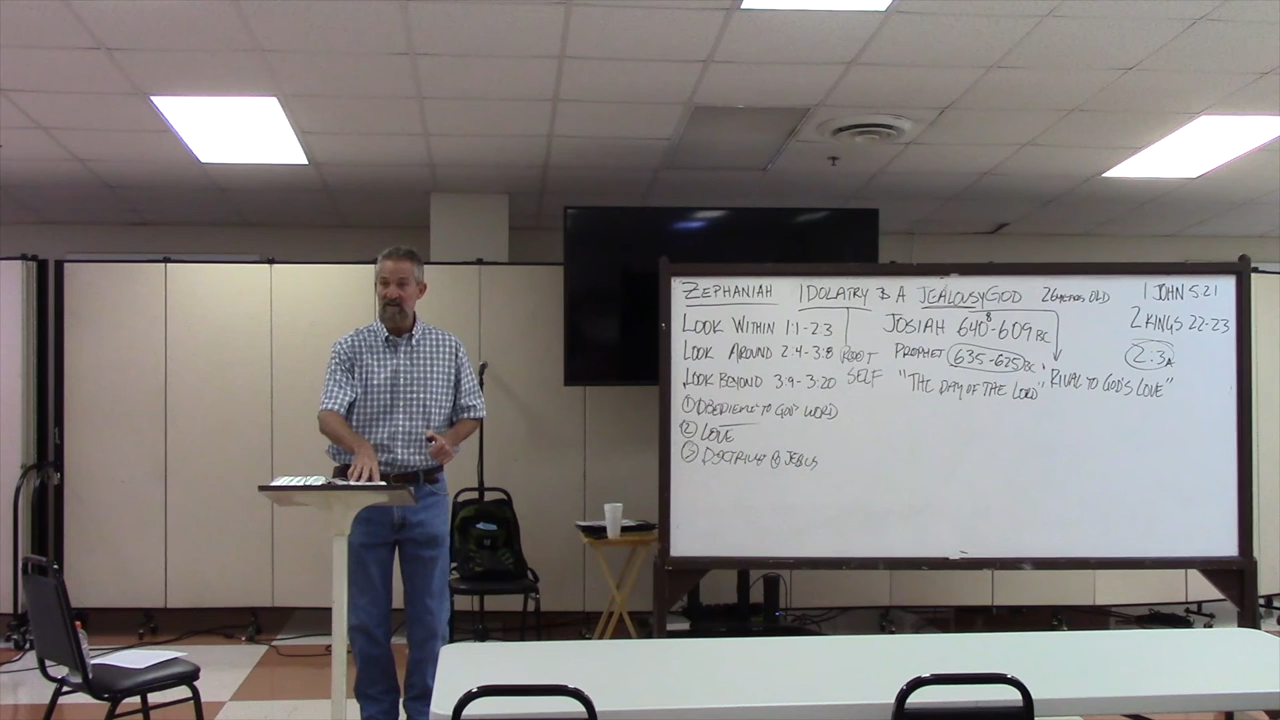 ZEPHANIAH IDOLATRY & A JEALOUSY GOD 26 YEARS OLD 1 JOHN 5:21
LOOK WITHIN 1:1-2:3 JOSIAH 640-609 BC 2 KINGS 22-23
8
LOOK AROUND 2:4-3:8 ROOT PROPHET 635-625 BC 2:3A
LOOK BEYOND 3:9-3:20 SELF "THE DAY OF THE LORD" "RIVAL TO GOD'S LOVE"
① OBEDIENCE TO GOD'S WORD
② LOVE
③ DOCTRINE @ JESUS